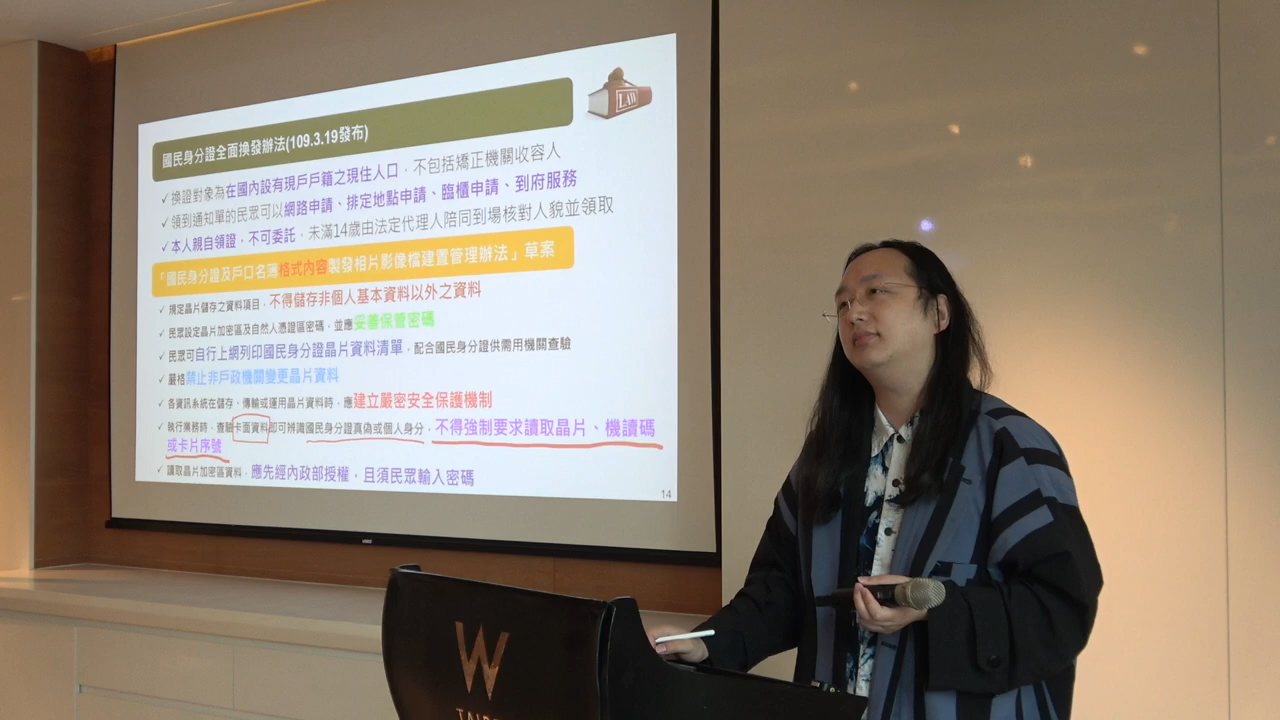 國民身分證全面換發辦法(109.3.19發布)
LAW
✓換證對象為在國內設有現戶戶籍之現住人口，不包括矯正機關收容人
✓領到通知單的民眾可以網路申請、排定地點申請、臨櫃申請、到府服務
✓本人親自領證，不可委託，未滿14歲由法定代理人陪同到場核對人貌並領取
「國民身分證及戶口名簿格式內容製發相片影像檔建置管理辦法」草案
✓規定晶片儲存之資料項目，不得儲存非個人基本資料以外之資料
✓民眾設定晶片加密區及自然人憑證區密碼，並應妥善保管密碼
✓民眾可自行上網列印國民身分證晶片資料清單，配合國民身分證供需用機關查驗
✓嚴格禁止非戶政機關變更晶片資料
✓各資訊系統在儲存、傳輸或運用晶片資料時，應建立嚴密安全保護機制
✓執行業務時，查驗卡面資料即可辨識國民身分證真偽或個人身分，不得強制要求讀取晶片、機讀碼
或卡片序號
✓讀取晶片加密區資料，應先經內政部授權，且須民眾輸入密碼
14
W